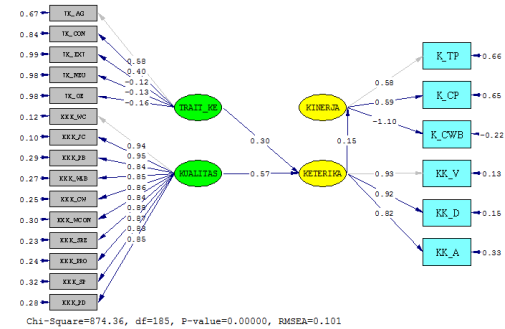 0.67 TK_AG
0.84 TK_CON
0.99 TK_EXT
0.98 TK_NEU
0.98 TK_OE
0.12 KKK_WC
0.10 KKK_JC
0.29 KKK_RS
0.27 KKK_WLB
0.25 KKK_CW
0.30 KKK_WCON
0.23 KKK_SRE
0.24 KKK_PRO
0.32 KKK_SP
0.28 KKK_PD
0.58
0.40
-0.12
-0.13
-0.16
0.94
0.95
0.84
0.85
0.86
0.84
0.88
0.87
0.83
0.85
TRAIT_KE
KUALITAS
0.30
0.57
KINERJA
KETERIKA
0.15
0.58
0.59
-1.10
0.93
0.92
0.82
K_TP 0.66
K_CP 0.65
K_CWB -0.22
KK_V 0.13
KK_D 0.15
KK_A 0.33
Chi-Square=874.36, df=185, P-value=0.00000, RMSEA=0.101